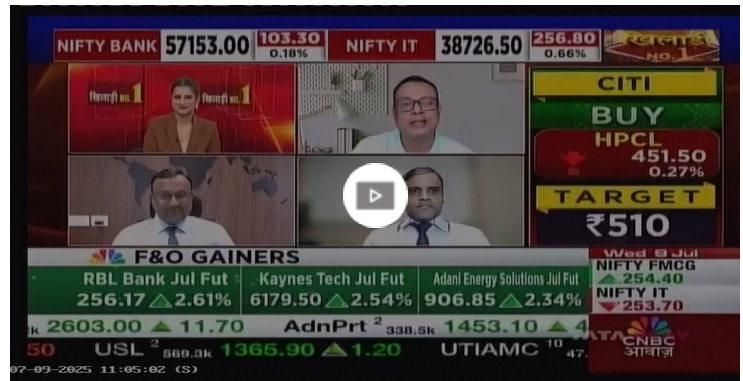 NIFTY BANK 57153.00 103.30 0.18% NIFTY IT 38726.50 256.80 0.66% खिलाड़ी NO.1
खिलाड़ी NO.1 खिलाड़ी NO.1
CITI
BUY
HPCL
451.50
0.27%
TARGET
₹510
F&O GAINERS
RBL Bank Jul Fut Kaynes Tech Jul Fut Adani Energy Solutions Jul Fut
256.17 2.61% 6179.50 2.54% 906.85 2.34%
Wed 9 Jul
NIFTY FMCG
254.40
NIFTY IT
253.70
2603.00 11.70 AdnPrt 2 338.5k 1453.10 4
50 USL 2 569.3k 1365.90 1.20 UTIAMC 10 47.
TATA PLAY
CNBC
आवाज़
07-09-2025 11:05:02 (S)